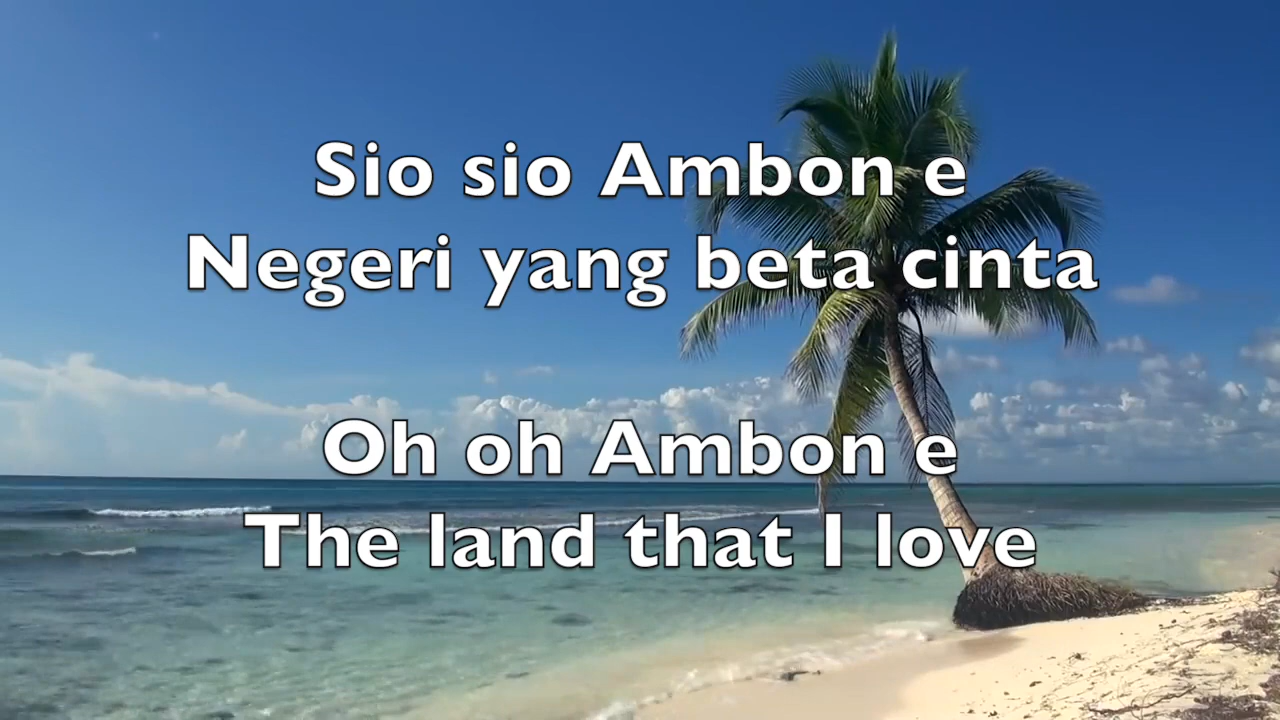 Sio sio Ambon e
Negeri yang beta cinta
Oh oh Ambon e
The land that I love